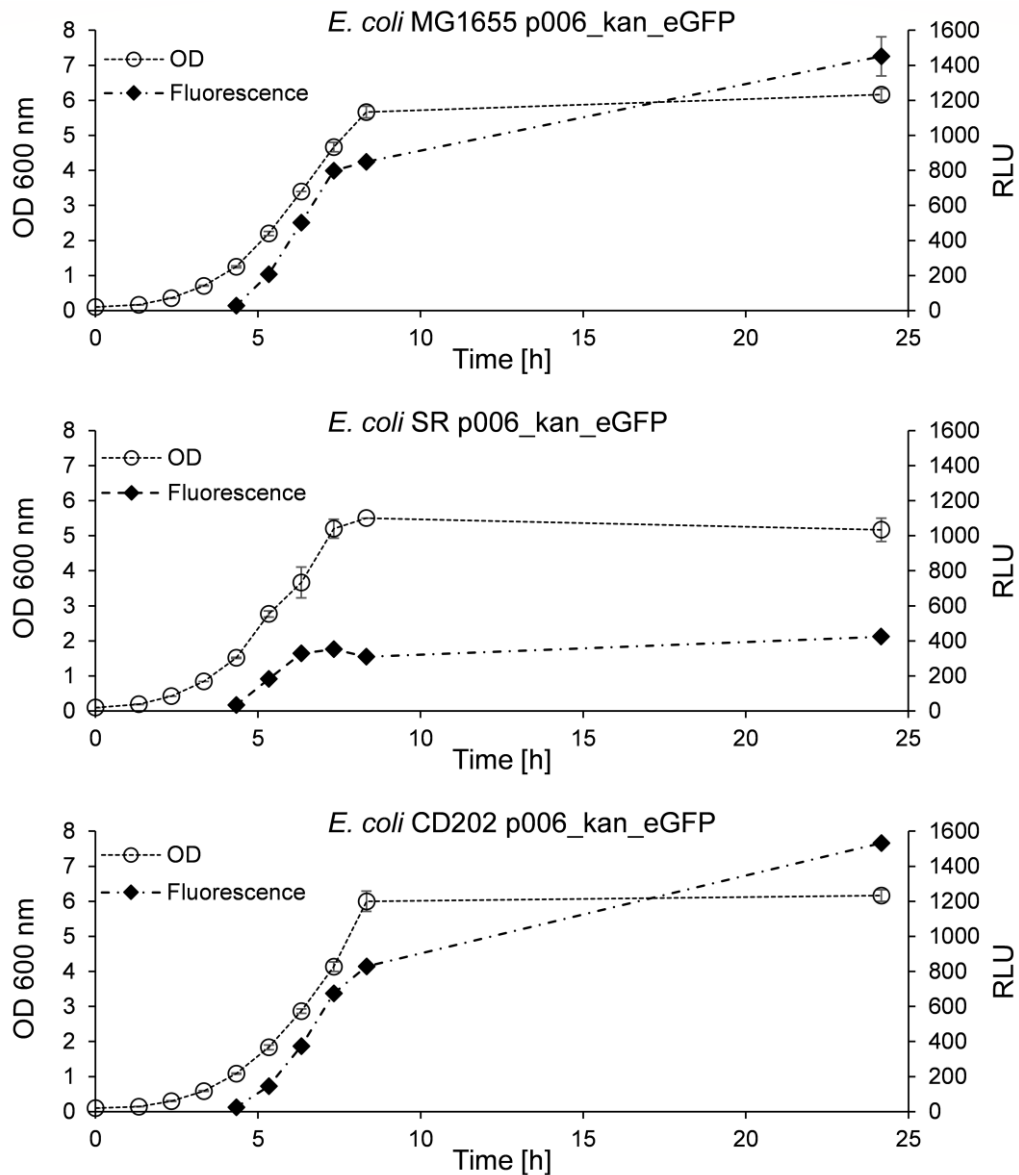 E. coli MG1655 p006_kan_eGFP
8
7
6
5
4
3
2
1
0
OD 600 nm
OD
Fluorescence
1600
1400
1200
1000
800
600
400
200
0
RLU
0 5 10 15 20 25
Time [h]
E. coli SR p006_kan_eGFP
8
7
6
5
4
3
2
1
0
OD 600 nm
OD
Fluorescence
1600
1400
1200
1000
800
600
400
200
0
RLU
0 5 10 15 20 25
Time [h]
E. coli CD202 p006_kan_eGFP
8
7
6
5
4
3
2
1
0
OD 600 nm
OD
Fluorescence
1600
1400
1200
1000
800
600
400
200
0
RLU
0 5 10 15 20 25
Time [h]